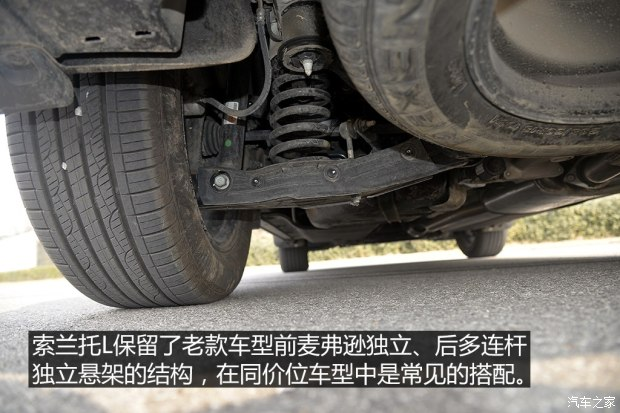 索兰托L保留了老款车型前麦弗逊独立、后多连杆
独立悬架的结构，在同价位车型中是常见的搭配。
汽车之家